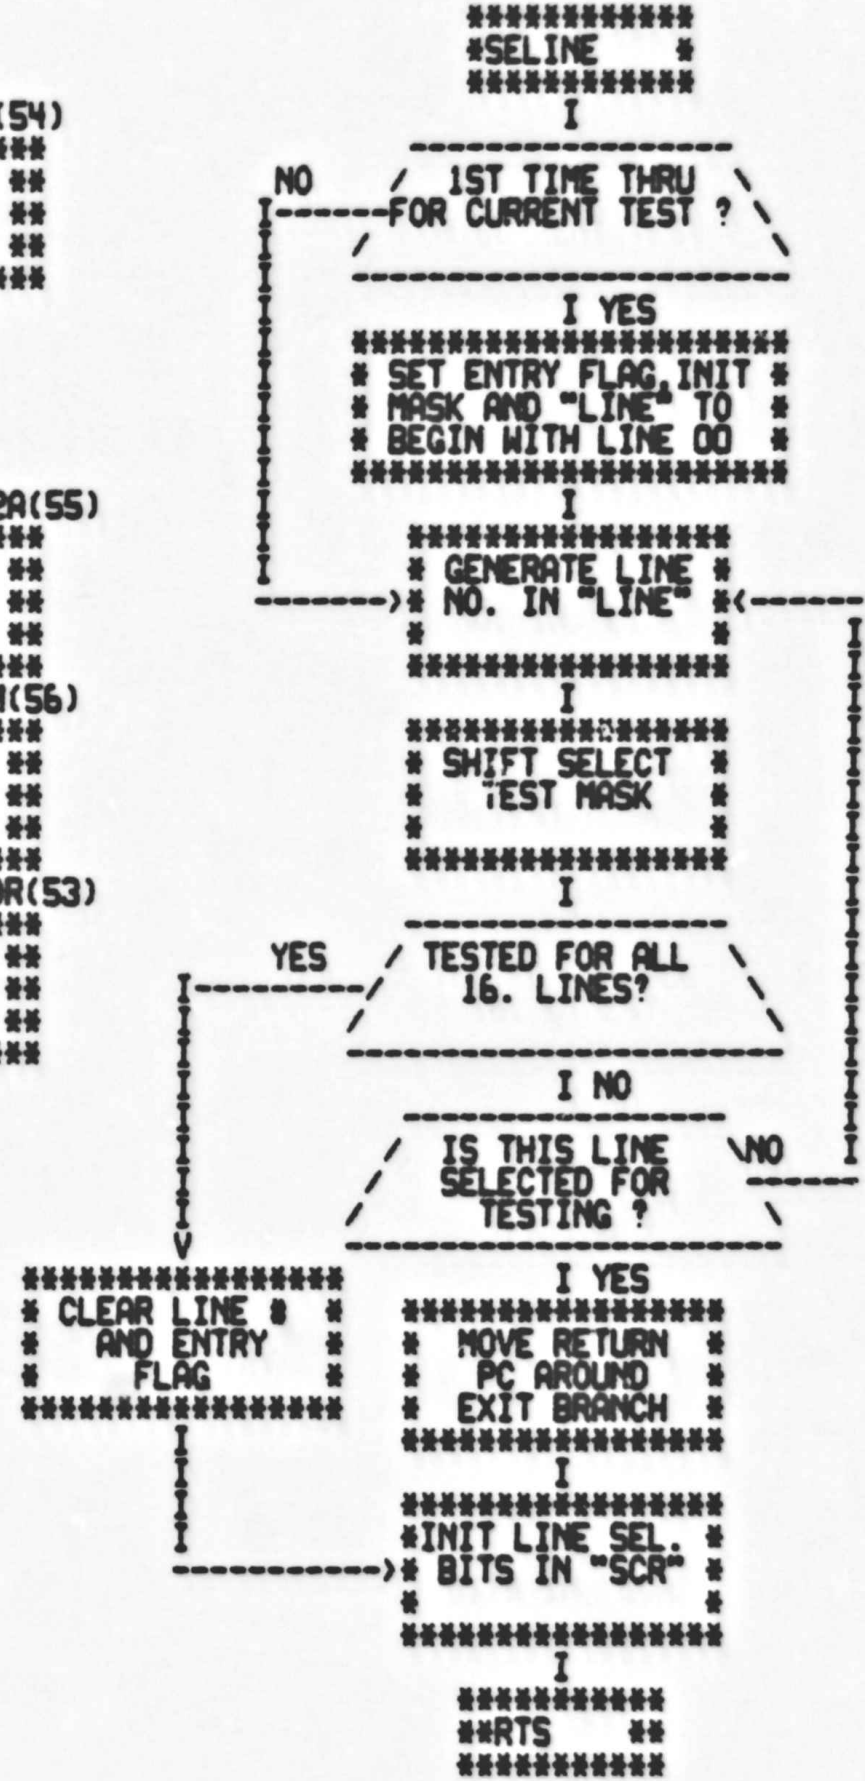 *SELINE *
(54)
NO
1ST TIME THRU
FOR CURRENT TEST ?
I YES
* SET ENTRY FLAG,INIT *
* MASK AND "LINE" TO *
* BEGIN WITH LINE 00 *
2A(55)
* GENERATE LINE *
* NO. IN "LINE" *
(56)
* SHIFT SELECT *
* TEST MASK *
OR(53)
YES
TESTED FOR ALL
16. LINES?
I NO
IS THIS LINE
NO
SELECTED FOR
TESTING ?
I YES
* CLEAR LINE # *
* AND ENTRY *
* FLAG *
* MOVE RETURN *
* PC AROUND *
* EXIT BRANCH *
*INIT LINE SEL. *
* BITS IN "SCR" *
**RTS **